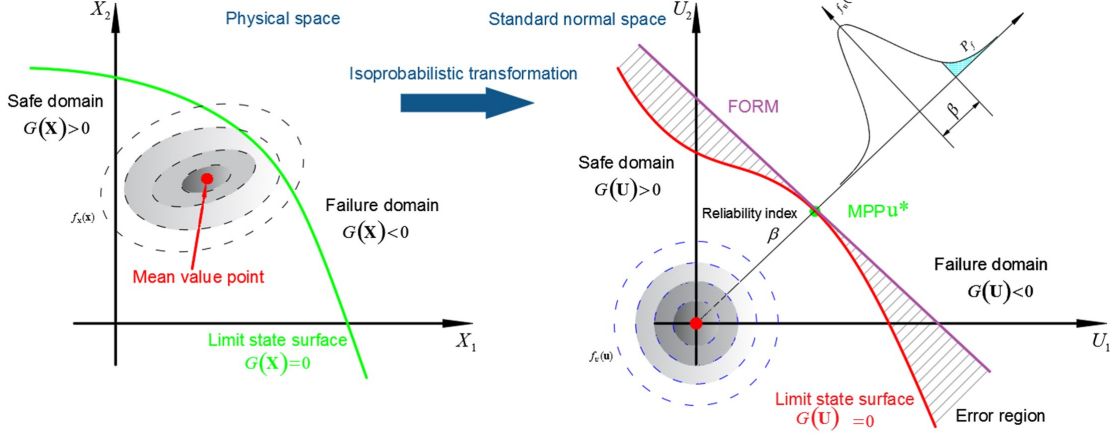 X₂
Physical space
Safe domain
G(X)>0
fₓ(x)
Failure domain
G(X)<0
Mean value point
Limit state surface
G(X)=0
X₁
Isoprobabilistic transformation
Standard normal space
U₂
FORM
P_f
β
Safe domain
G(U)>0
Reliability index
MPPu*
β
Failure domain
G(U)<0
U₁
Limit state surface
G(U) =0
Error region